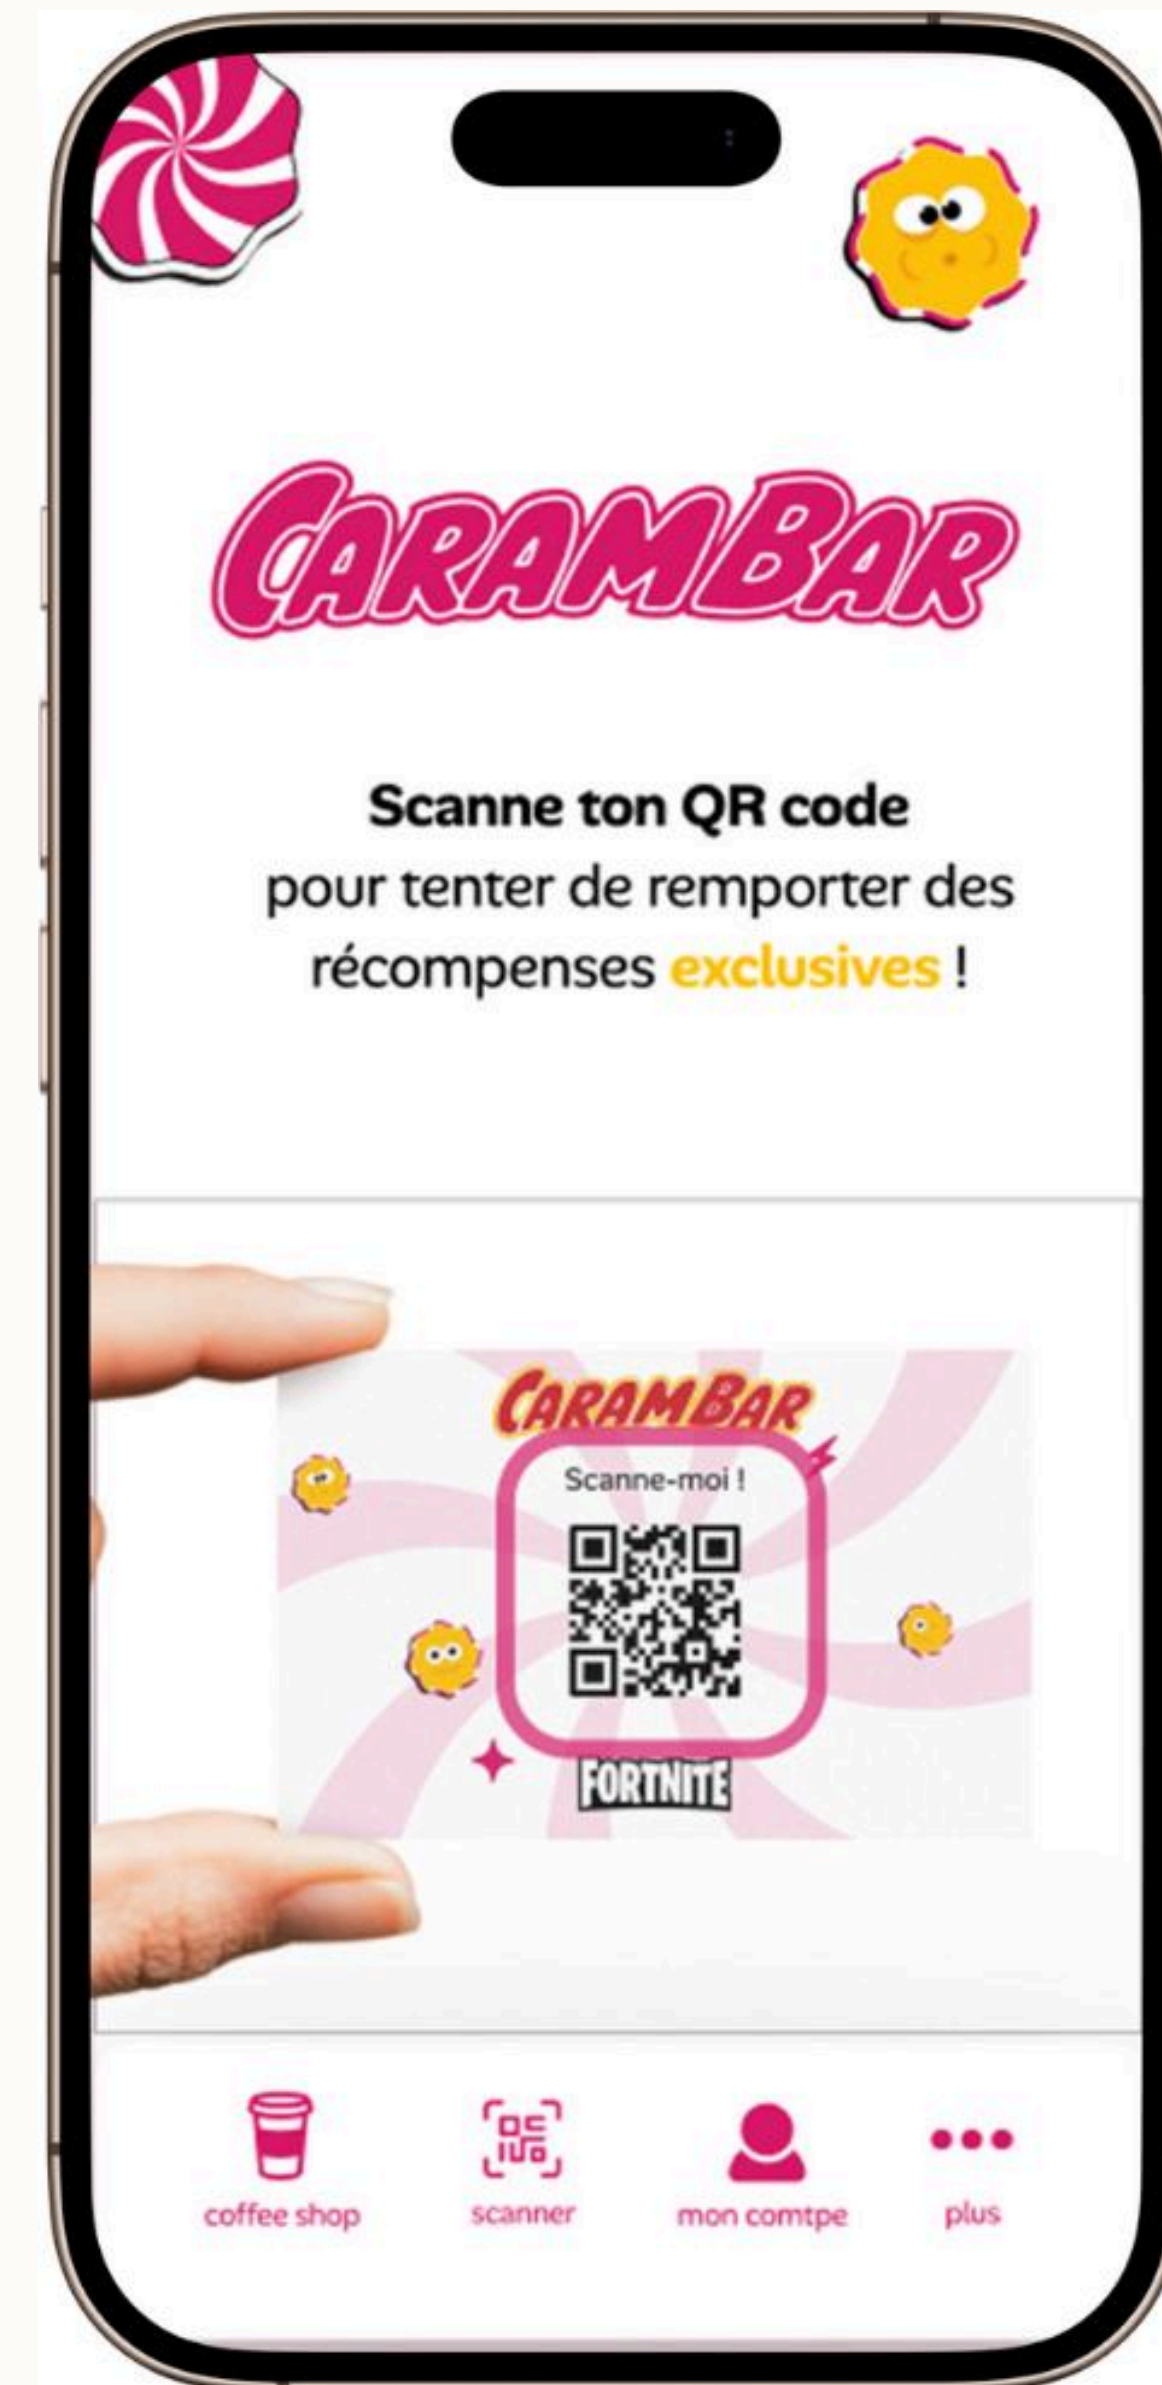 CARAMBAR
Scanne ton QR code
pour tenter de remporter des
récompenses exclusives !
CARAMBAR
Scanne-moi !
FORTNITE
coffee shop
scanner
mon comtpe
plus